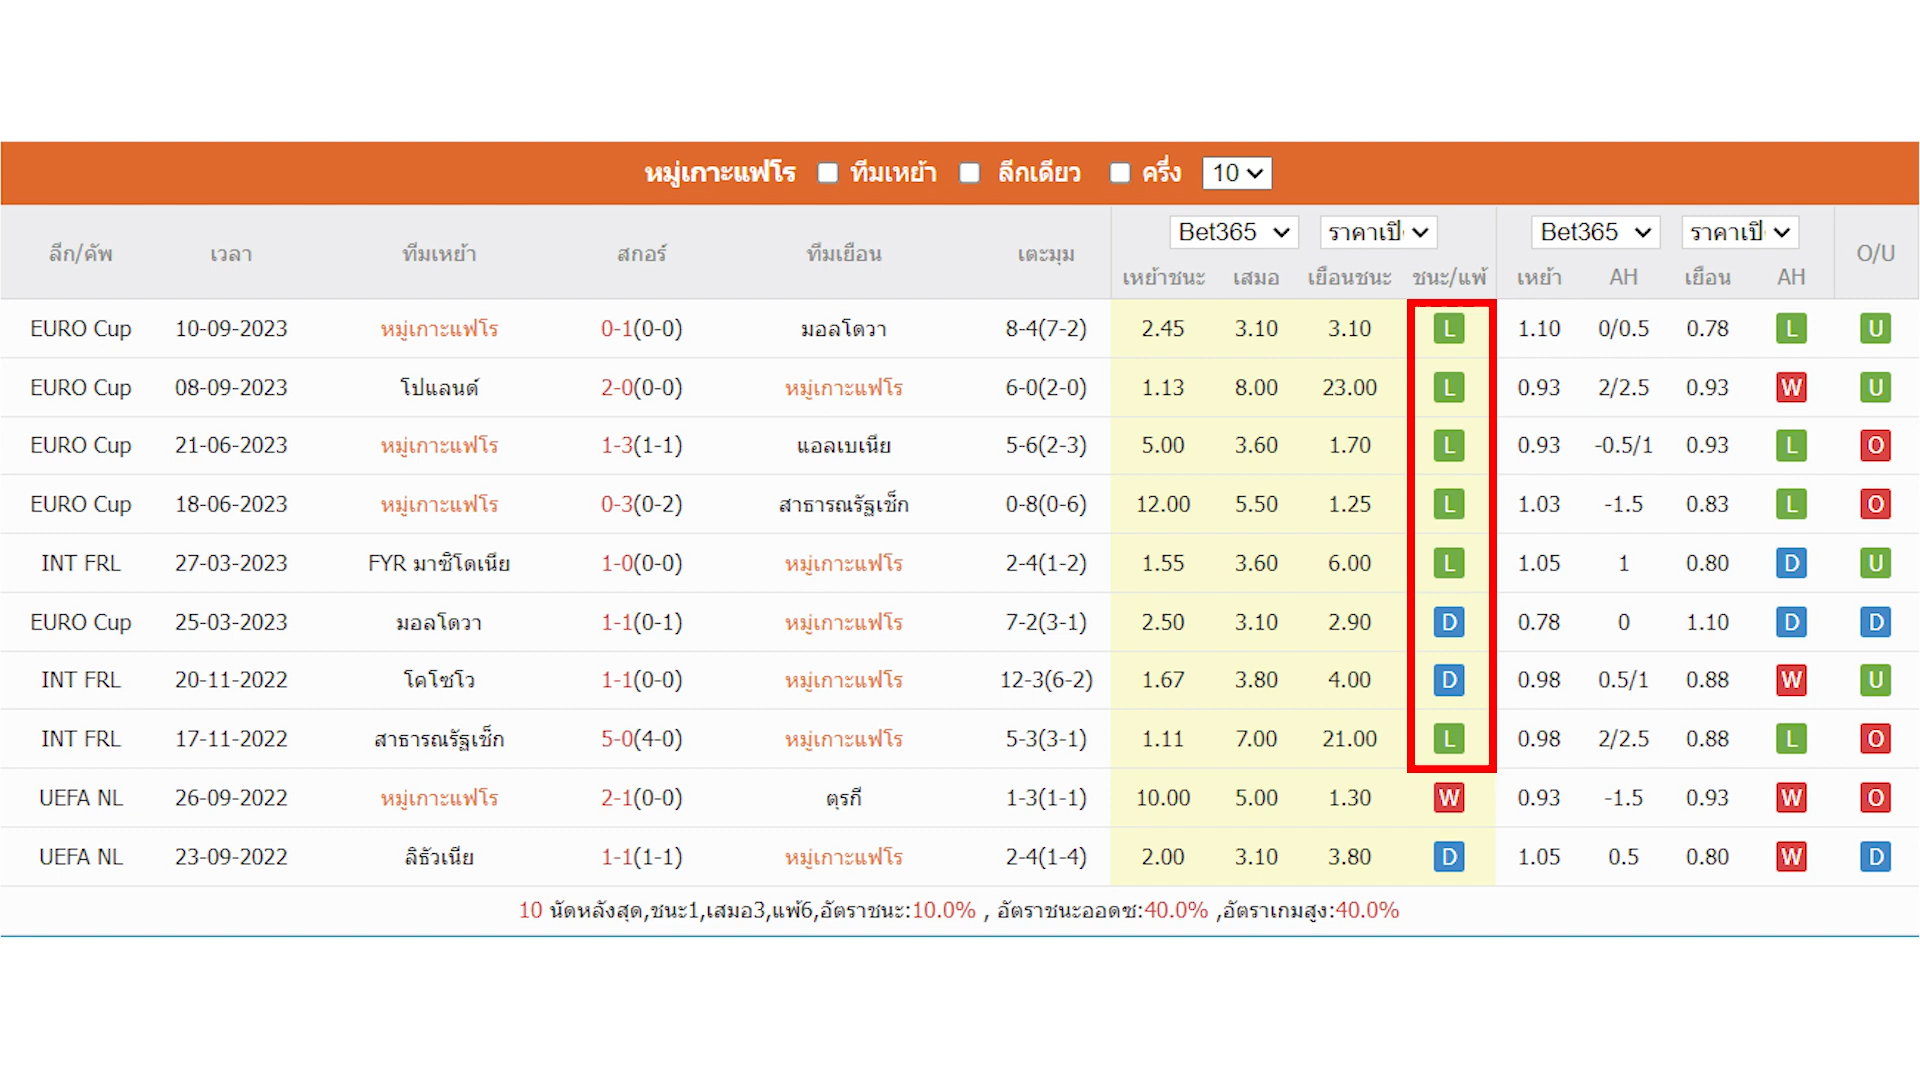 หมู่เกาะแฟโร ทีมเหย้า ลีกเดียว ครึ่ง 10
Bet365 ราคาเปิ Bet365 ราคาเปิ
ลีก/คัพ เวลา ทีมเหย้า สกอร์ ทีมเยือน เตะมุม O/U
เหย้าชนะ เสมอ เยือนชนะ ชนะ/แพ้ เหย้า AH เยือน AH
EURO Cup 10-09-2023 หมู่เกาะแฟโร 0-1(0-0) มอลโดวา 8-4(7-2) 2.45 3.10 3.10 L 1.10 0/0.5 0.78 L U
EURO Cup 08-09-2023 โปแลนด์ 2-0(0-0) หมู่เกาะแฟโร 6-0(2-0) 1.13 8.00 23.00 L 0.93 2/2.5 0.93 W U
EURO Cup 21-06-2023 หมู่เกาะแฟโร 1-3(1-1) แอลเบเนีย 5-6(2-3) 5.00 3.60 1.70 L 0.93 -0.5/1 0.93 L O
EURO Cup 18-06-2023 หมู่เกาะแฟโร 0-3(0-2) สาธารณรัฐเช็ก 0-8(0-6) 12.00 5.50 1.25 L 1.03 -1.5 0.83 L O
INT FRL 27-03-2023 FYR มาซิโดเนีย 1-0(0-0) หมู่เกาะแฟโร 2-4(1-2) 1.55 3.60 6.00 L 1.05 1 0.80 D U
EURO Cup 25-03-2023 มอลโดวา 1-1(0-1) หมู่เกาะแฟโร 7-2(3-1) 2.50 3.10 2.90 D 0.78 0 1.10 D D
INT FRL 20-11-2022 โคโซโว 1-1(0-0) หมู่เกาะแฟโร 12-3(6-2) 1.67 3.80 4.00 D 0.98 0.5/1 0.88 W U
INT FRL 17-11-2022 สาธารณรัฐเช็ก 5-0(4-0) หมู่เกาะแฟโร 5-3(3-1) 1.11 7.00 21.00 L 0.98 2/2.5 0.88 L O
UEFA NL 26-09-2022 หมู่เกาะแฟโร 2-1(0-0) ตุรกี 1-3(1-1) 10.00 5.00 1.30 W 0.93 -1.5 0.93 W O
UEFA NL 23-09-2022 ลิธัวเนีย 1-1(1-1) หมู่เกาะแฟโร 2-4(1-4) 2.00 3.10 3.80 D 1.05 0.5 0.80 W D
10 นัดหลังสุด,ชนะ1,เสมอ3,แพ้6,อัตราชนะ:10.0% , อัตราชนะออดซ:40.0% ,อัตราเกมสูง:40.0%